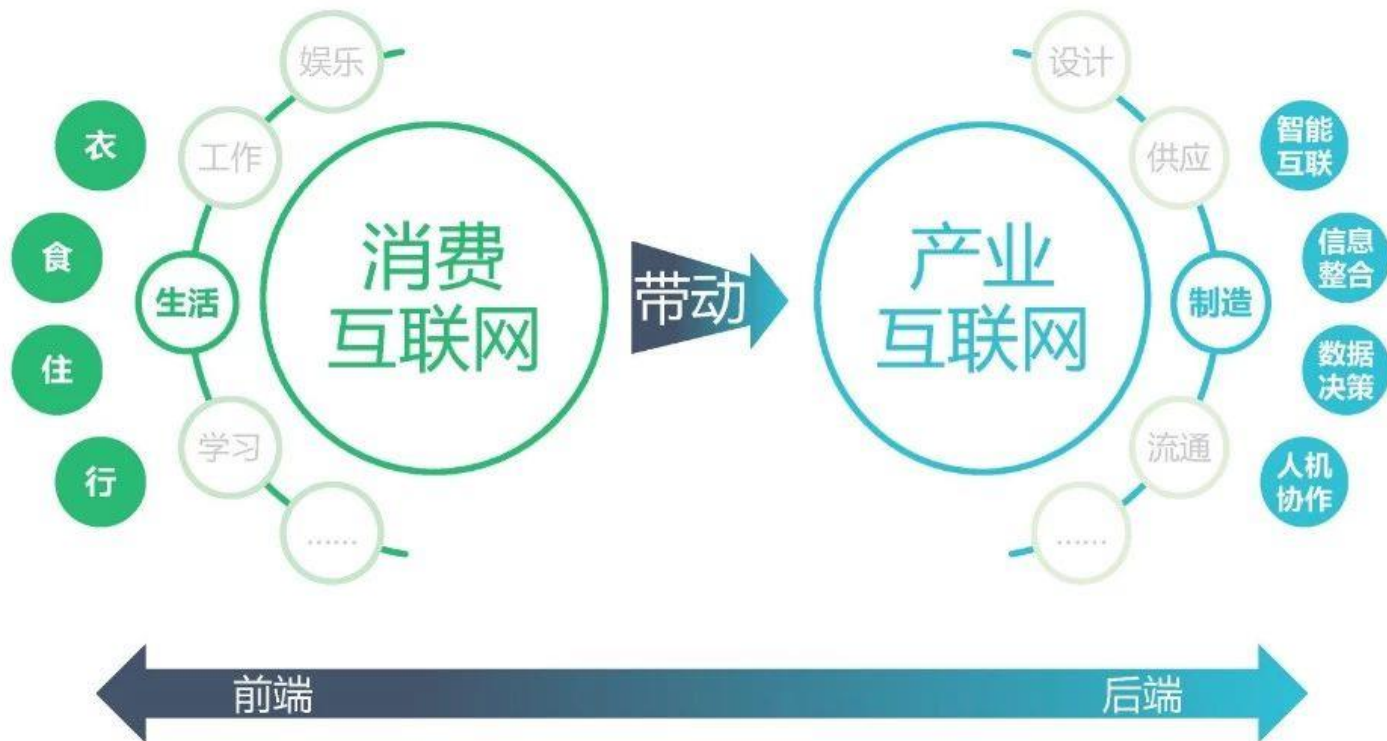 娱乐
工作
衣
食
生活
住
学习
行
……
消费
互联网
带动
产业
互联网
设计
供应
智能
互联
信息
整合
制造
数据
决策
流通
人机
协作
……
前端
后端